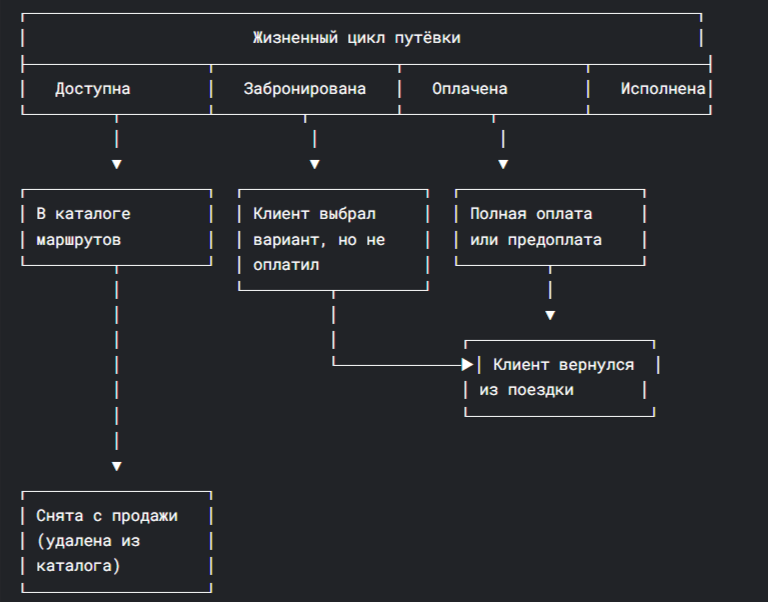 Жизненный цикл путёвки
Доступна Забронирована Оплачена Исполнена
В каталоге
маршрутов
Клиент выбрал
вариант, но не
оплатил
Полная оплата
или предоплата
Клиент вернулся
из поездки
Снята с продажи
(удалена из
каталога)